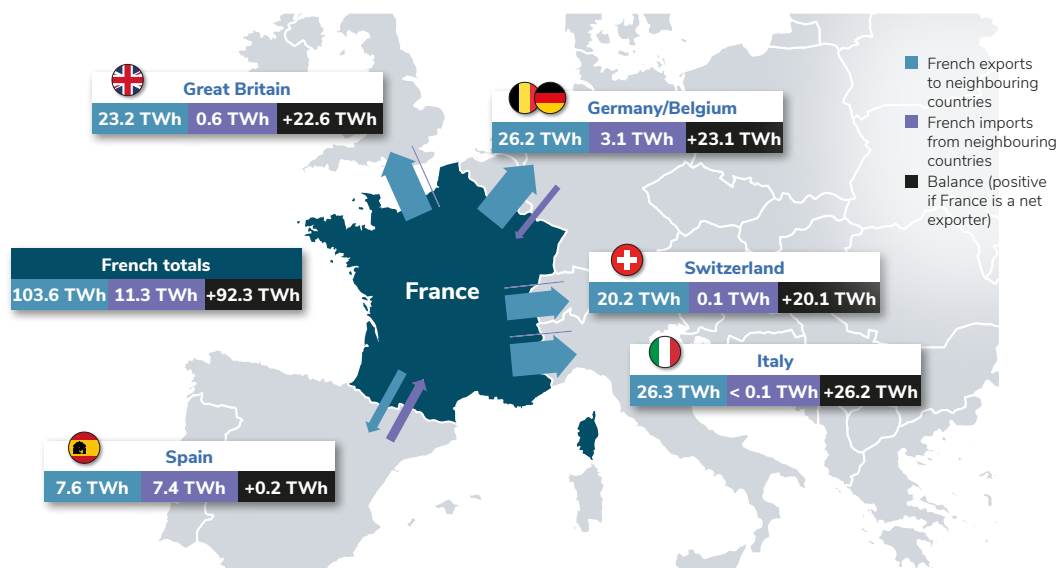 Great Britain
23.2 TWh 0.6 TWh +22.6 TWh
Germany/Belgium
26.2 TWh 3.1 TWh +23.1 TWh
French exports
to neighbouring
countries
French imports
from neighbouring
countries
Balance (positive
if France is a net
exporter)
French totals
103.6 TWh 11.3 TWh +92.3 TWh
France
Switzerland
20.2 TWh 0.1 TWh +20.1 TWh
Italy
26.3 TWh < 0.1 TWh +26.2 TWh
Spain
7.6 TWh 7.4 TWh +0.2 TWh